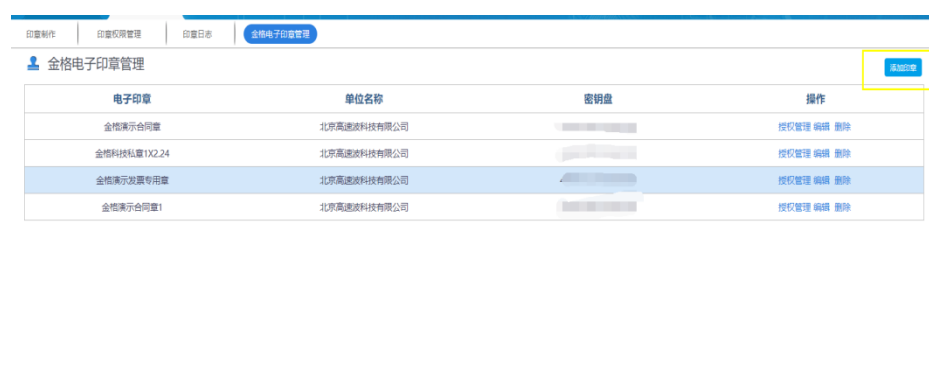 印章制作 印章权限管理 印章日志 金格电子印章管理
金格电子印章管理
添加印章
电子印章 单位名称 密钥盘 操作
金格演示合同章 北京高速波科技有限公司 授权管理 编辑 删除
金格科技私章1X2.24 北京高速波科技有限公司 授权管理 编辑 删除
金格演示发票专用章 北京高速波科技有限公司 授权管理 编辑 删除
金格演示合同章1 北京高速波科技有限公司 授权管理 编辑 删除